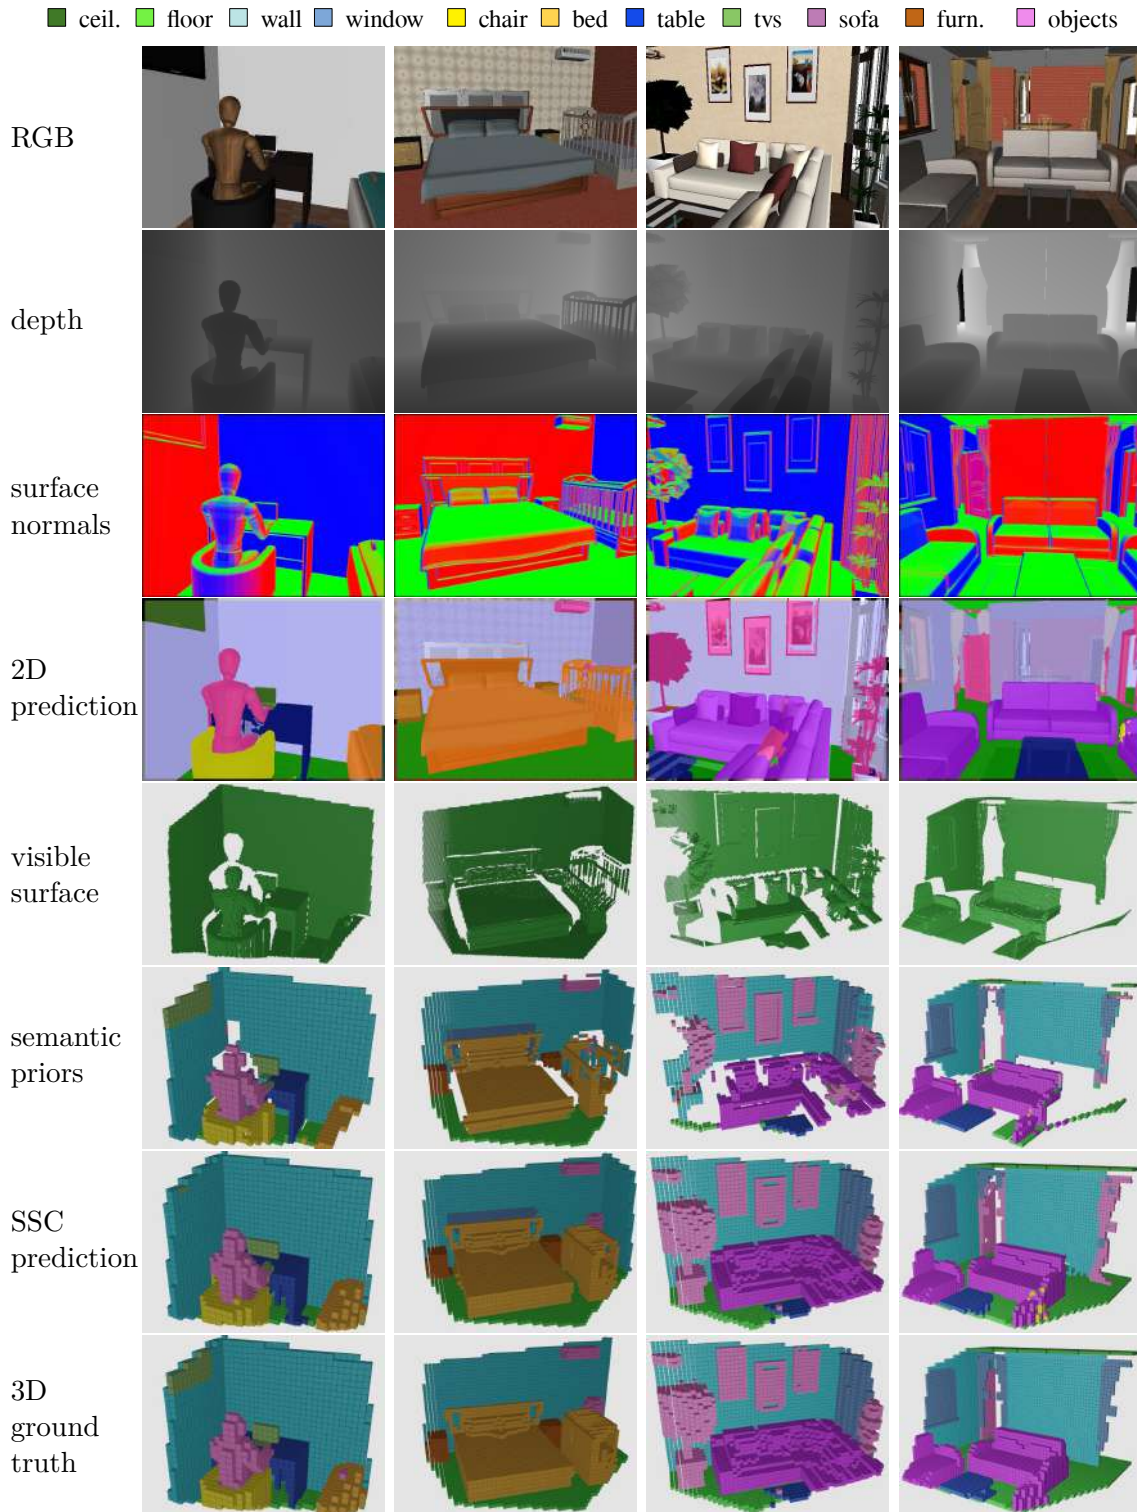 ceil. floor wall window chair bed table tvs sofa furn. objects
RGB
depth
surface
normals
2D
prediction
visible
surface
semantic
priors
SSC
prediction
3D
ground
truth